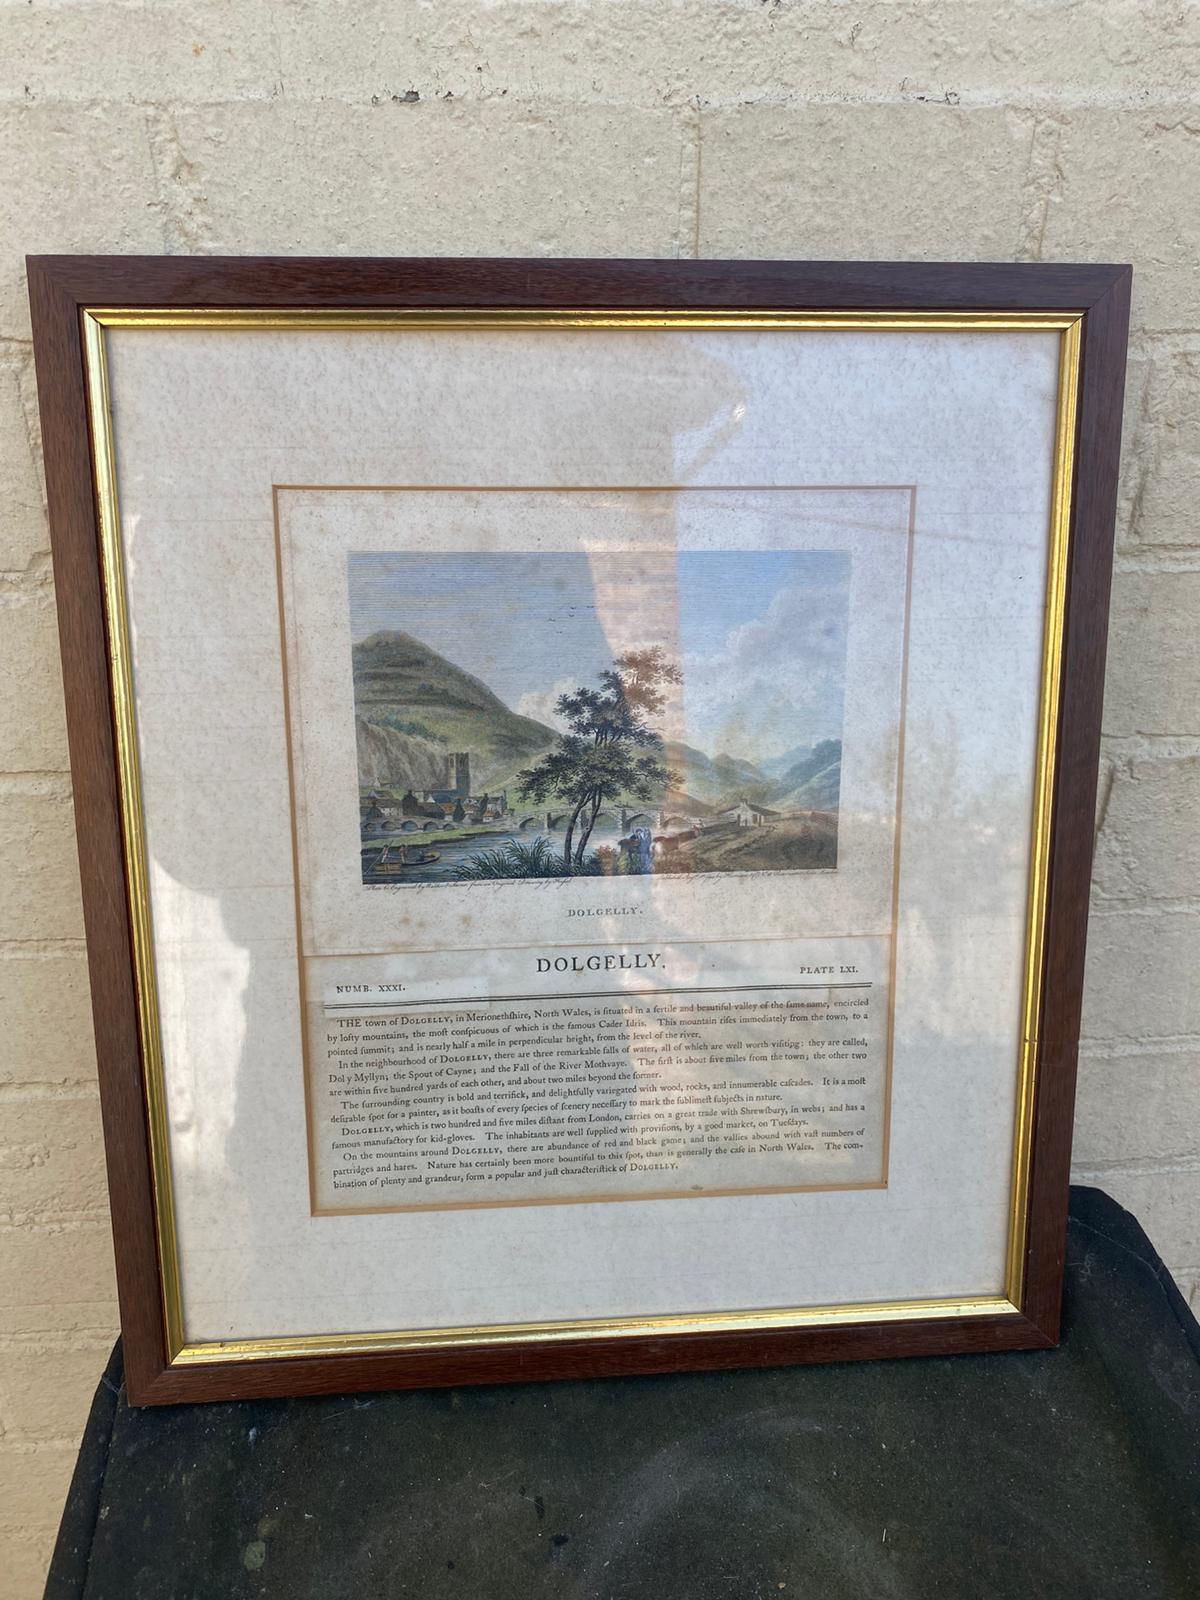 Plate Engraved by from an Original Drawing by
DOLGELLY.
DOLGELLY.
NUMB. XXXI. PLATE LXI.
THE town of DOLGELLY, in Merionethſhire, North Wales, is ſituated in a fertile and beautiful valley of the ſame name, encircled
by lofty mountains, the moſt conſpicuous of which is the famous Cader Idris. This mountain riſes immediately from the town, to a
pointed ſummit; and is nearly half a mile in perpendicular height, from the level of the river.
In the neighbourhood of DOLGELLY, there are three remarkable falls of water, all of which are well worth viſiting: they are called,
Dol y Myllyn; the Spout of Cayne; and the Fall of the River Mothvaye. The firſt is about five miles from the town; the other two
are within five hundred yards of each other, and about two miles beyond the former.
The ſurrounding country is bold and terrifick, and delightfully variegated with wood, rocks, and innumerable caſcades. It is a moſt
deſirable ſpot for a painter, as it boaſts of every ſpecies of ſcenery neceſſary to mark the ſublimeſt ſubjects in nature.
DOLGELLY, which is two hundred and five miles diſtant from London, carries on a great trade with Shrewſbury, in webs; and has a
famous manufactory for kid-gloves. The inhabitants are well ſupplied with proviſions, by a good market, on Tueſdays.
On the mountains around DOLGELLY, there are abundance of red and black game; and the vallies abound with vaſt numbers of
partridges and hares. Nature has certainly been more bountiful to this ſpot, than is generally the caſe in North Wales. The com-
bination of plenty and grandeur, form a popular and juſt characteriſtick of DOLGELLY.